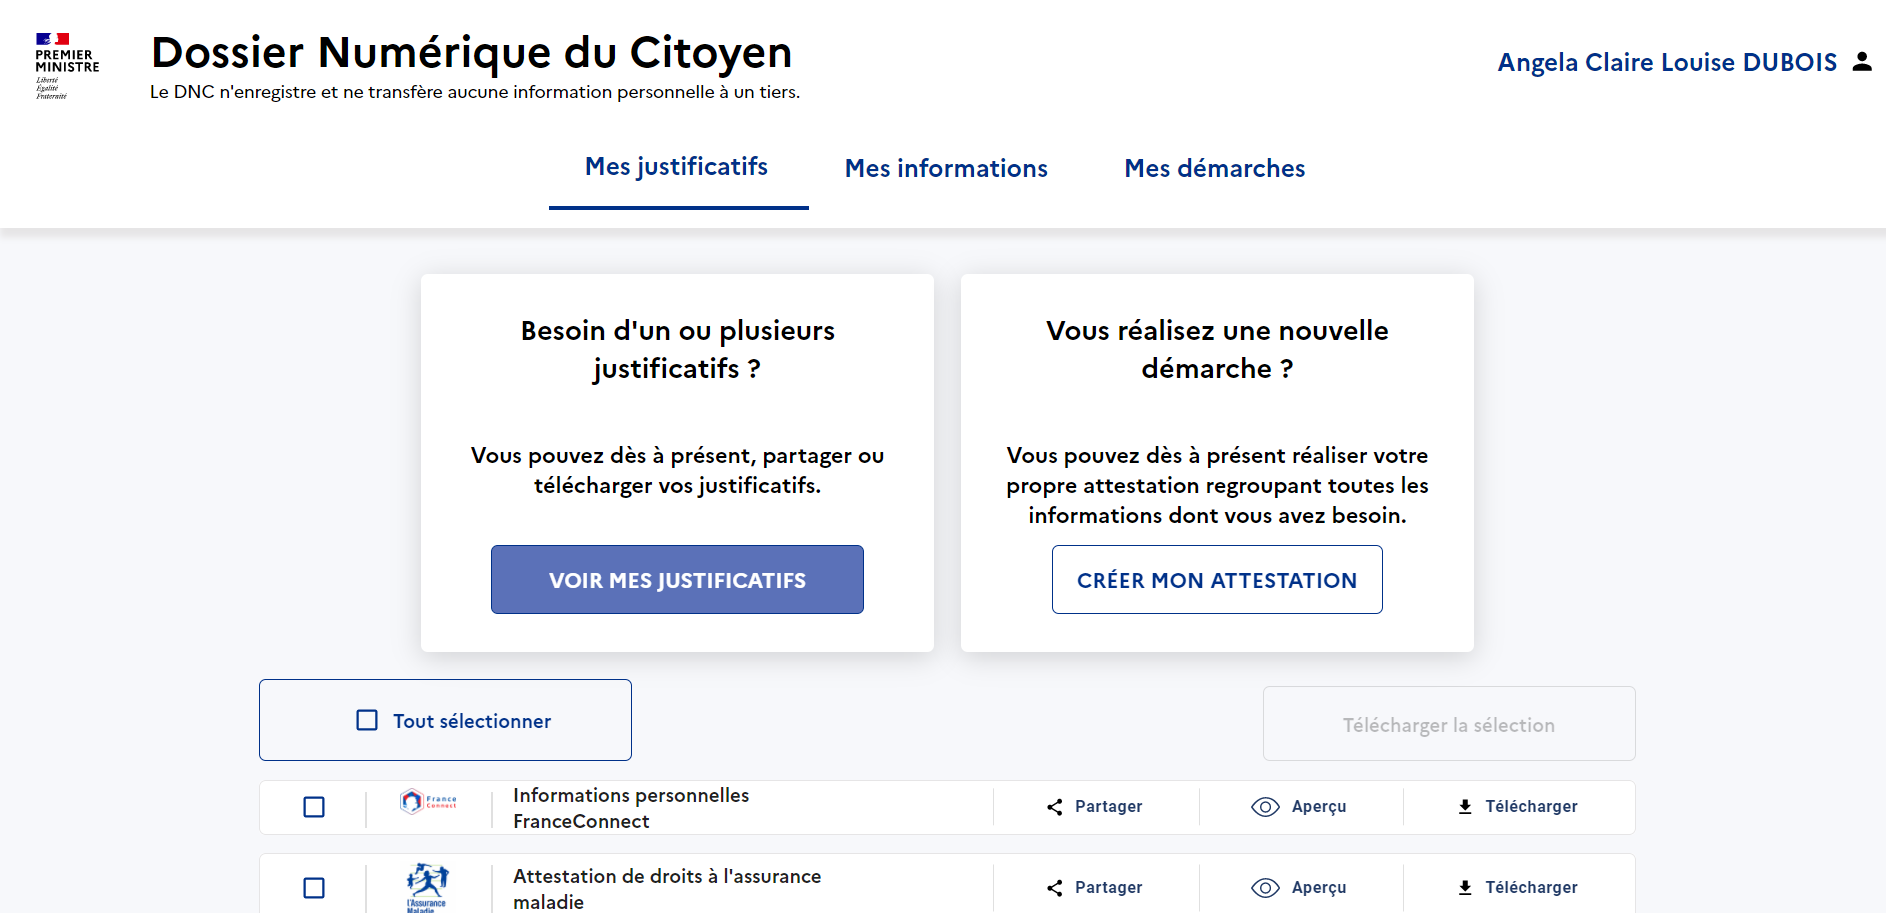 PREMIER
MINISTRE
Liberté
Égalité
Fraternité
Dossier Numérique du Citoyen
Le DNC n'enregistre et ne transfère aucune information personnelle à un tiers.
Angela Claire Louise DUBOIS
Mes justificatifs
Mes informations
Mes démarches
Besoin d'un ou plusieurs
justificatifs ?
Vous pouvez dès à présent, partager ou
télécharger vos justificatifs.
VOIR MES JUSTIFICATIFS
Vous réalisez une nouvelle
démarche ?
Vous pouvez dès à présent réaliser votre
propre attestation regroupant toutes les
informations dont vous avez besoin.
CRÉER MON ATTESTATION
Tout sélectionner
Télécharger la sélection
France
Connect
Informations personnelles
FranceConnect
Partager
Aperçu
Télécharger
l'Assurance
Maladie
Attestation de droits à l'assurance
maladie
Partager
Aperçu
Télécharger